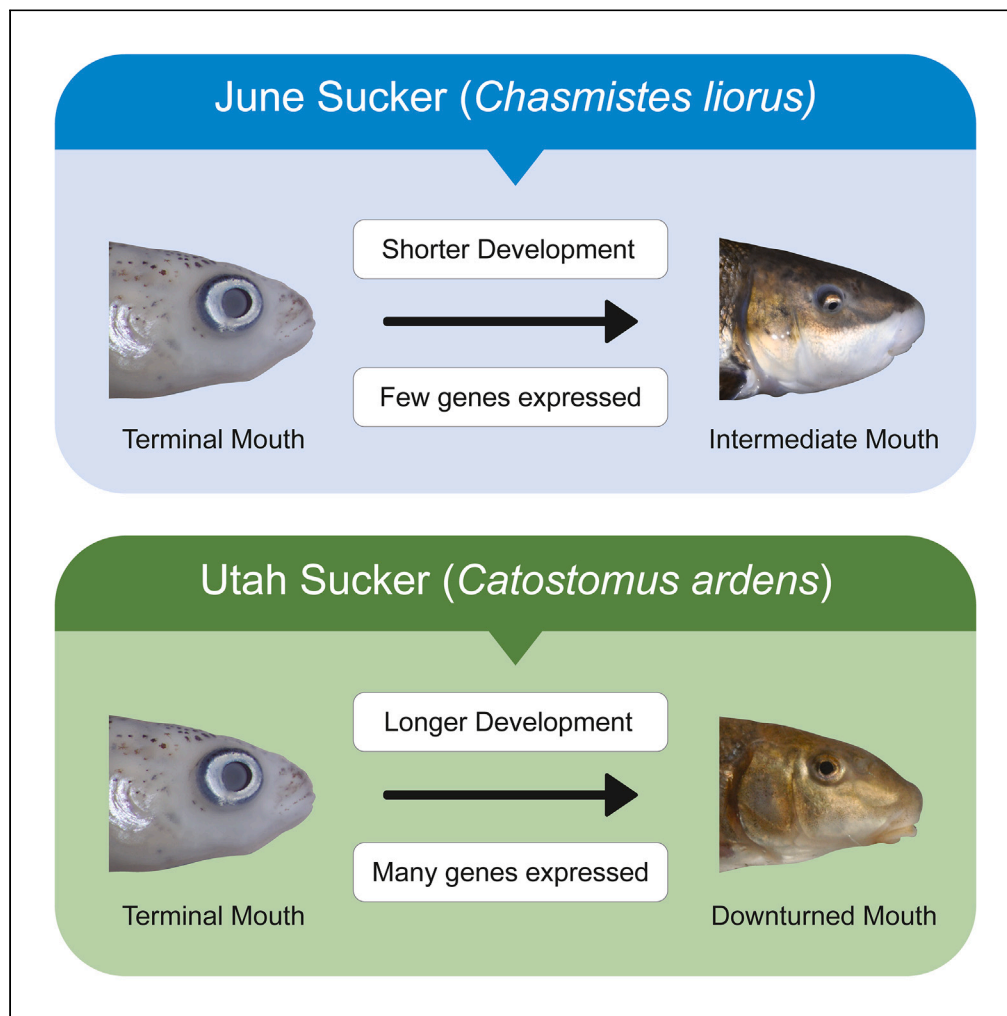 June Sucker (Chasmistes liorus)
Shorter Development
Few genes expressed
Terminal Mouth
Intermediate Mouth
Utah Sucker (Catostomus ardens)
Longer Development
Many genes expressed
Terminal Mouth
Downturned Mouth